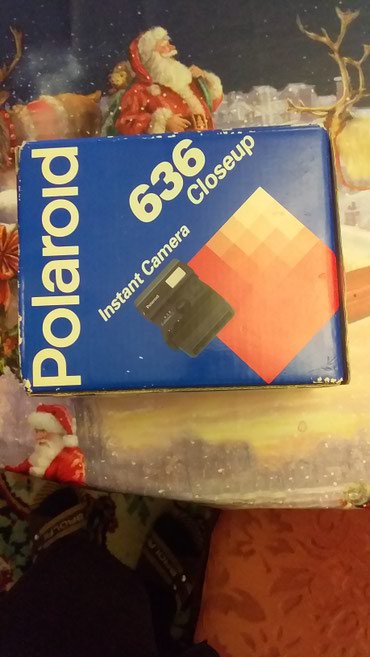 Polaroid
636
Closeup
Instant Camera
Polaroid